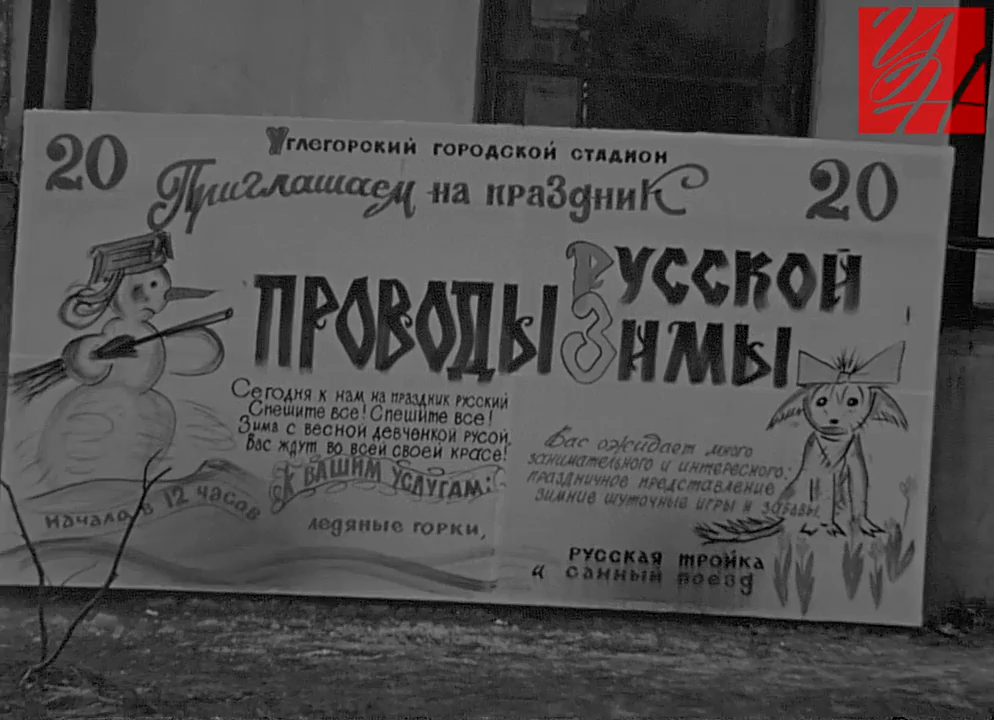 20
Углегорский городской стадион
20
Приглашаем на праздник
ПРОВОДЫ РУССКОЙ ЗИМЫ
Сегодня к нам на праздник русский
Спешите все! Спешите все!
Зима с весной девченкой русой,
Вас ждут во всей своей красе!
К ВАШИМ УСЛУГАМ:
начало в 12 часов
ледяные горки,
Вас ожидает много
занимательного и интересного:
праздничное представление
зимние шуточные игры и забавы.
РУССКАЯ ТРОЙКА
и санный поезд